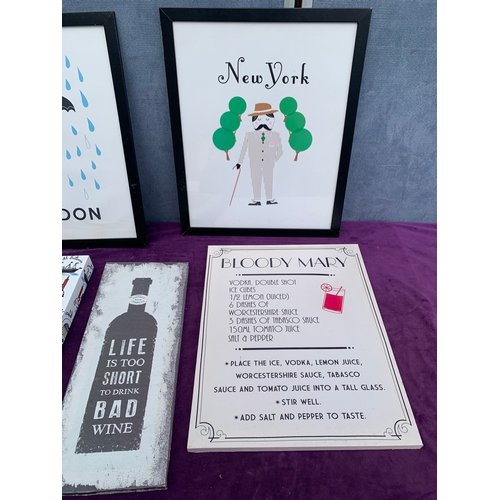 New York
DON
BLOODY MARY
VODKA, DOUBLE SHOT
ICE CUBES
1/2 LEMON (JUICED)
6 DASHES OF
WORCESTERSHIRE SAUCE
3 DASHES OF TABASCO SAUCE
150ML TOMATO JUICE
SALT & PEPPER
*PLACE THE ICE, VODKA, LEMON JUICE,
WORCESTERSHIRE SAUCE, TABASCO
SAUCE AND TOMATO JUICE INTO A TALL GLASS.
*STIR WELL.
*ADD SALT AND PEPPER TO TASTE.
LIFE
IS TOO
SHORT
TO DRINK
BAD
WINE